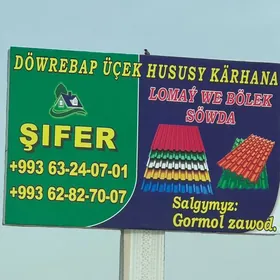 DÖWREBAP ÜÇEK HUSUSY KÄRHANA
LOMAÝ WE BÖLEK
SÖWDA
ŞIFER
+993 63-24-07-01
+993 62-82-70-07
Salgymyz:
Gormol zawod.